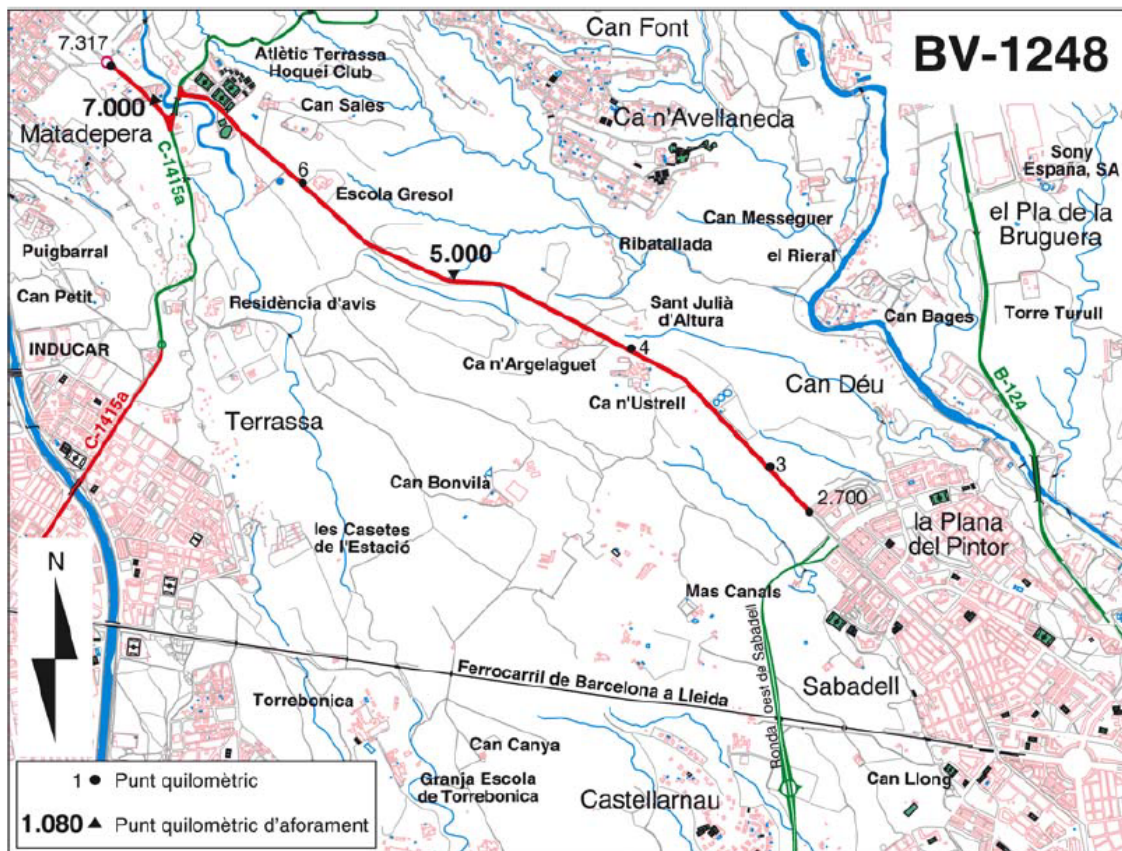 BV-1248
Can Font
7.317
Atlètic Terrassa
Hoquei Club
7.000
Can Sales
Ca n'Avellaneda
Matadepera
C-1415a
Sony
España, SA
6
Escola Gresol
Can Messeguer
el Pla de la
Bruguera
Puigbarral
5.000
Ribatallada
el Rieral
Can Petit
Residència d'avis
Sant Julià
d'Altura
Can Bages
Torre Turull
INDUCAR
Ca n'Argelaguet
4
Can Déu
B-124
Ca n'Ustrell
C-1415a
Terrassa
3
Can Bonvila
2.700
la Plana
del Pintor
les Casetes
de l'Estació
N
Mas Canals
Ronda oest de Sabadell
Ferrocarril de Barcelona a Lleida
Sabadell
Torrebonica
Can Canya
Granja Escola
de Torrebonica
Castellarnau
Can Llong
1 Punt quilomètric
1.080 Punt quilomètric d'aforament